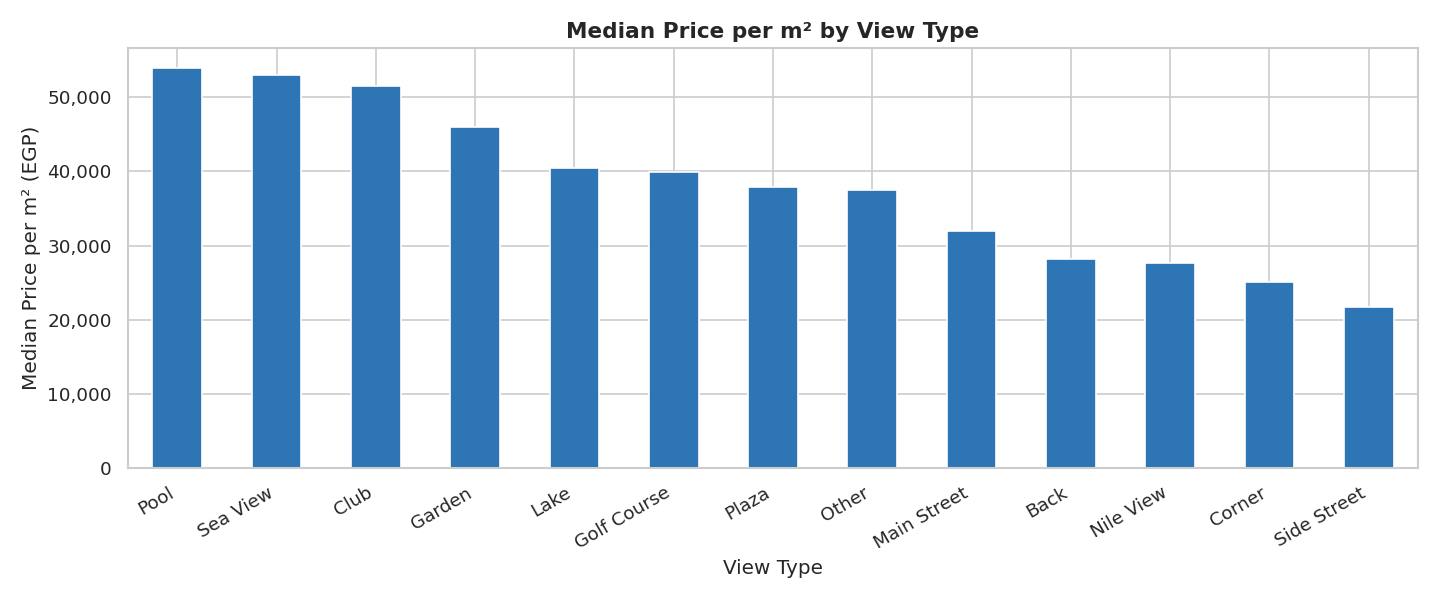 Median Price per m² by View Type
Median Price per m² (EGP)
50,000
40,000
30,000
20,000
10,000
0
Pool
Sea View
Club
Garden
Lake
Golf Course
Plaza
Other
Main Street
Back
Nile View
Corner
Side Street
View Type